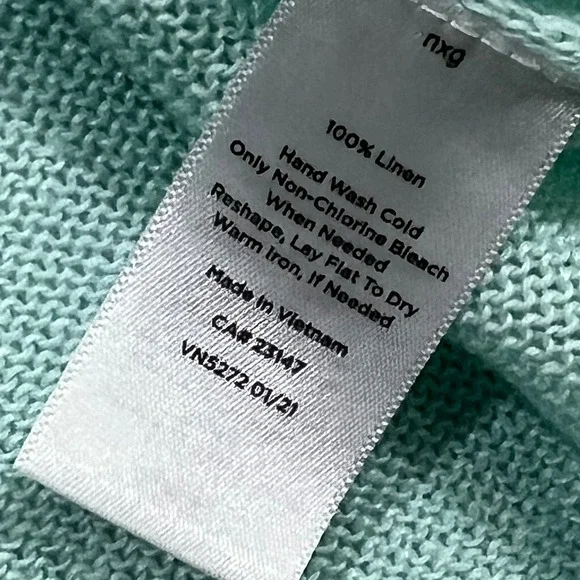 nxg
100% Linen
Hand Wash Cold
Only Non-Chlorine Bleach
When Needed
Reshape, Lay Flat To Dry
Warm Iron, If Needed
Made In Vietnam
CA# 23147
VN5272 01/21